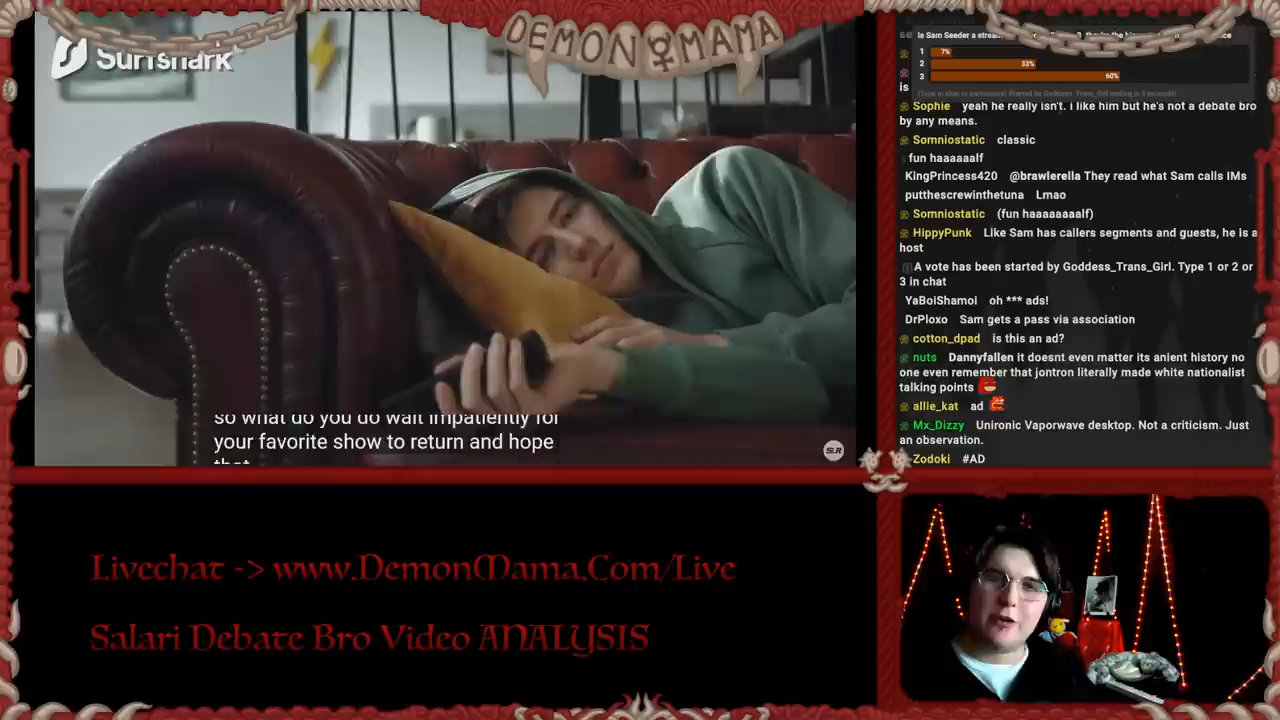 DEMON MAMA
Surfshark
so what do you do wait impatiently for
your favorite show to return and hope
that
SLR
Is Sam Seeder a
1 7%
2 33%
3 60%
is
Sophie yeah he really isn't. i like him but he's not a debate bro
by any means.
Somniostatic classic
fun haaaaalf
KingPrincess420 @brawlerella They read what Sam calls IMs
putthescrewinthetuna Lmao
Somniostatic (fun haaaaaaalf)
HippyPunk Like Sam has callers segments and guests, he is a
host
A vote has been started by Goddess_Trans_Girl. Type 1 or 2 or
3 in chat
YaBoiShamoi oh *** ads!
DrPloxo Sam gets a pass via association
cotton_dpad is this an ad?
nuts Dannyfallen it doesnt even matter its anient history no
one even remember that jontron literally made white nationalist
talking points
allie_kat ad
Mx_Dizzy Unironic Vaporwave desktop. Not a criticism. Just
an observation.
Zodoki #AD
Livechat -> www.DemonMama.Com/Live
Salari Debate Bro Video ANALYSIS